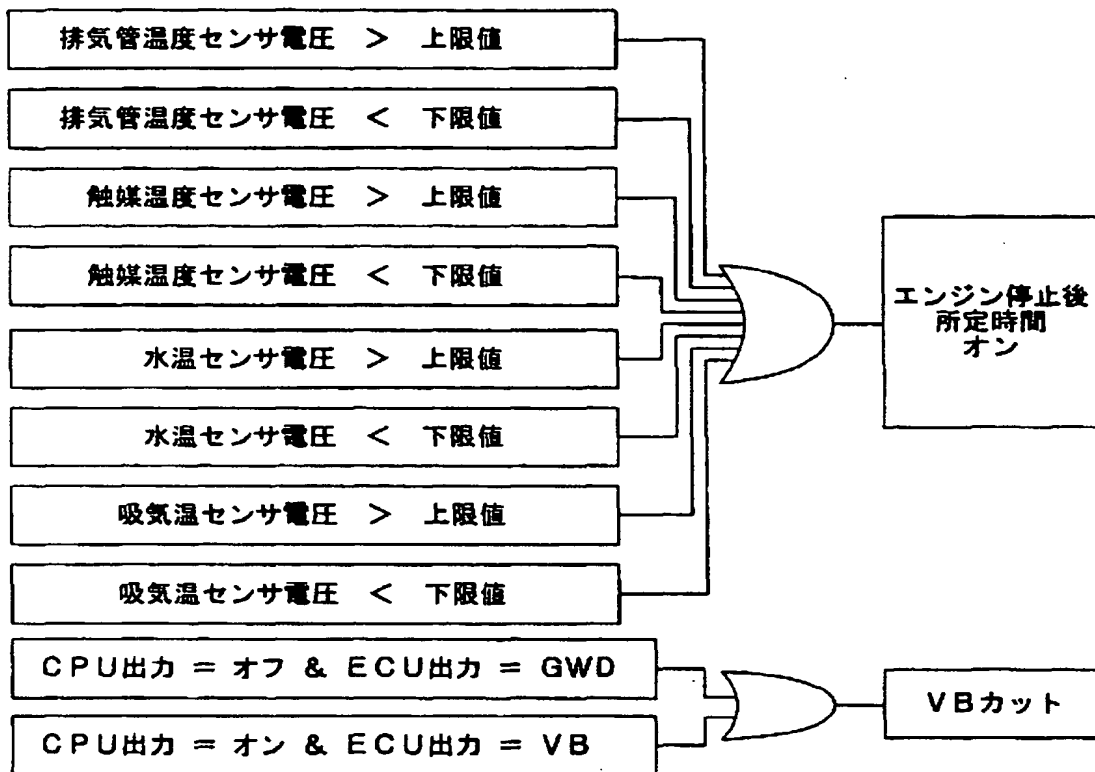 排気管温度センサ電圧 > 上限値
排気管温度センサ電圧 < 下限値
触媒温度センサ電圧 > 上限値
触媒温度センサ電圧 < 下限値
水温センサ電圧 > 上限値
水温センサ電圧 < 下限値
吸気温センサ電圧 > 上限値
吸気温センサ電圧 < 下限値
エンジン停止後
所定時間
オン
CPU出力 = オフ & ECU出力 = GWD
CPU出力 = オン & ECU出力 = VB
VBカット